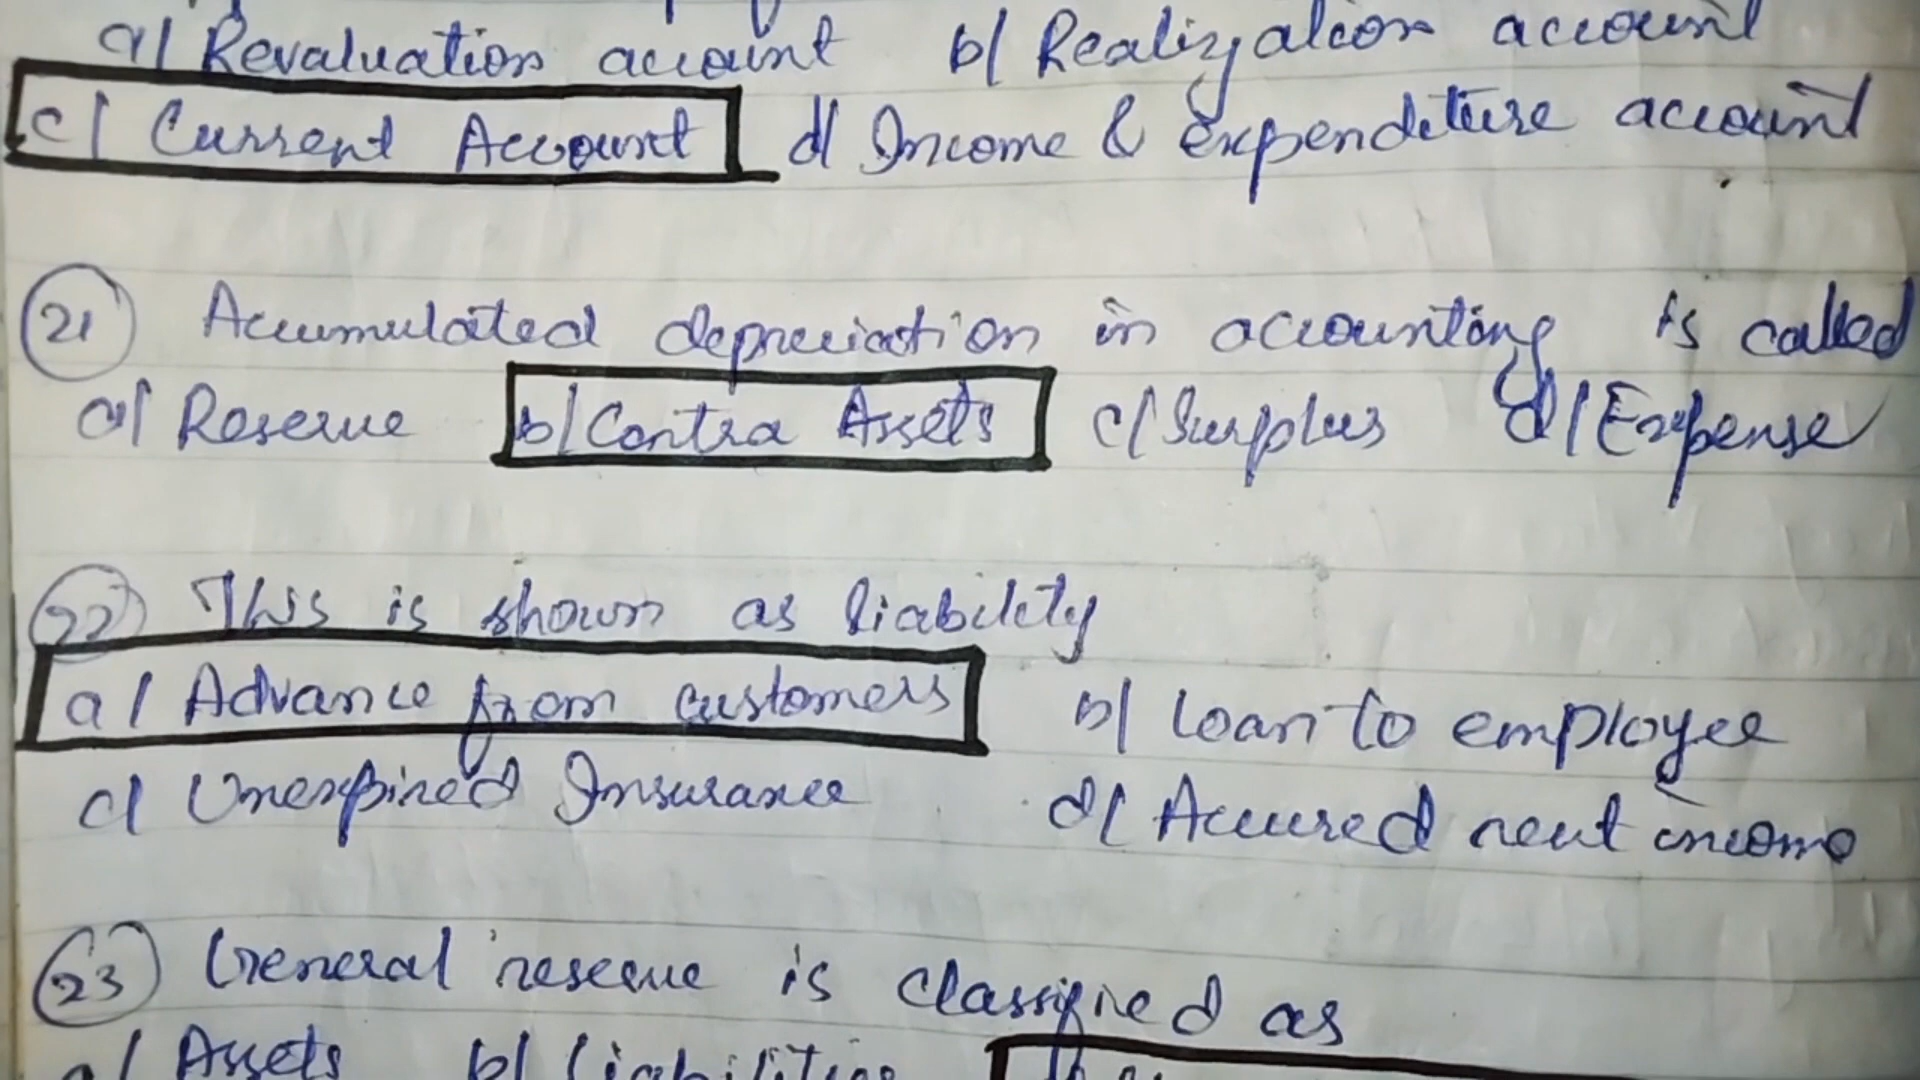 a) Revaluation account b) Realization account
c) Current Account d) Income & expenditure account
21 Accumulated depreciation in accounting is called
a) Reserve b) Contra Assets c) Surplus d) Expense
22 This is shown as liability
a) Advance from customers b) Loan to employee
c) Unexpired Insurance d) Accured rent income
23 General reserve is classified as
a) Assets b) Liabilities